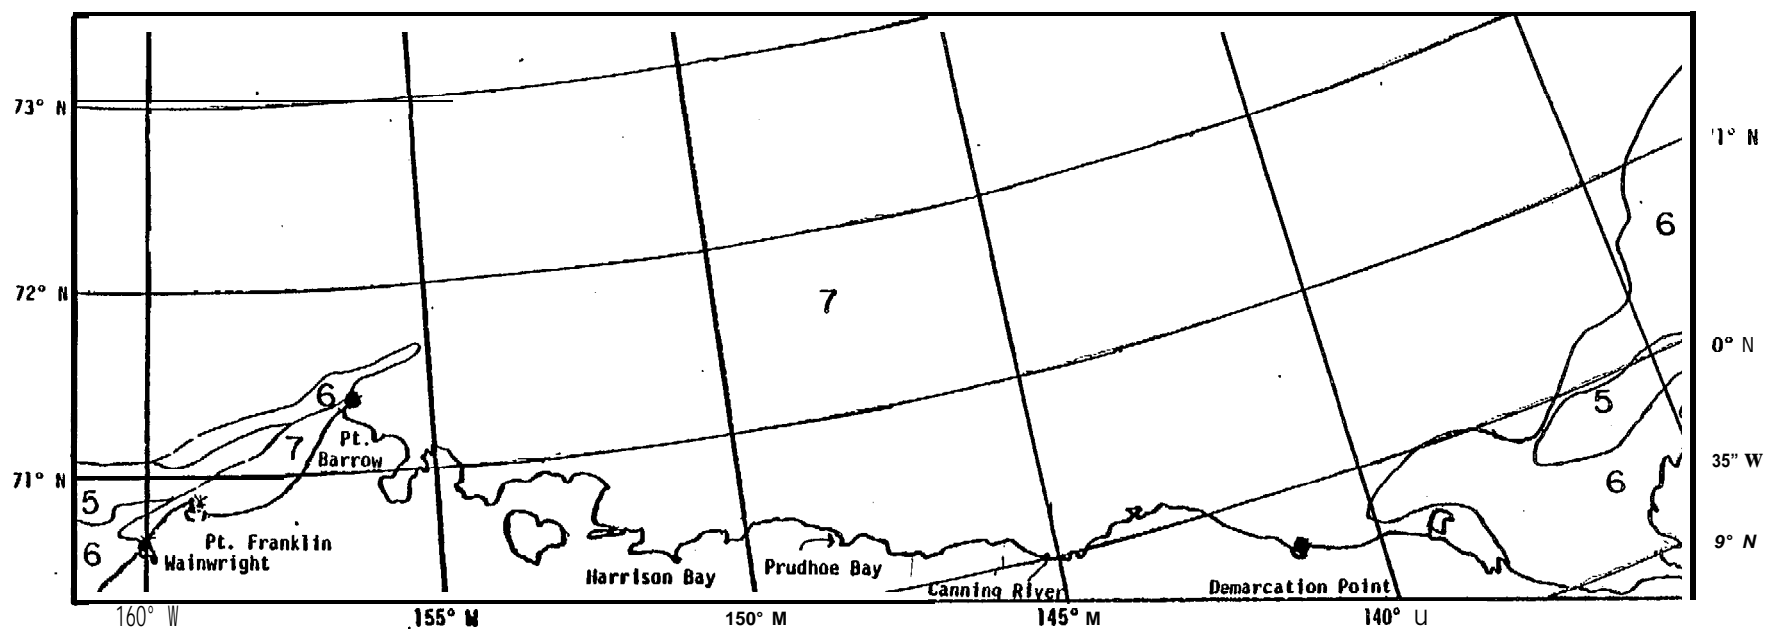 73° N
'1° N
6
72° N
7
0° N
6
5
7
Pt.
Barrow
35" W
71° N
5
6
Pt. Franklin
9° N
6
Wainwright
Harrison Bay
Prudhoe Bay
Canning River
Demarcation Point
160° W
155° W
150° M
145° M
140° U